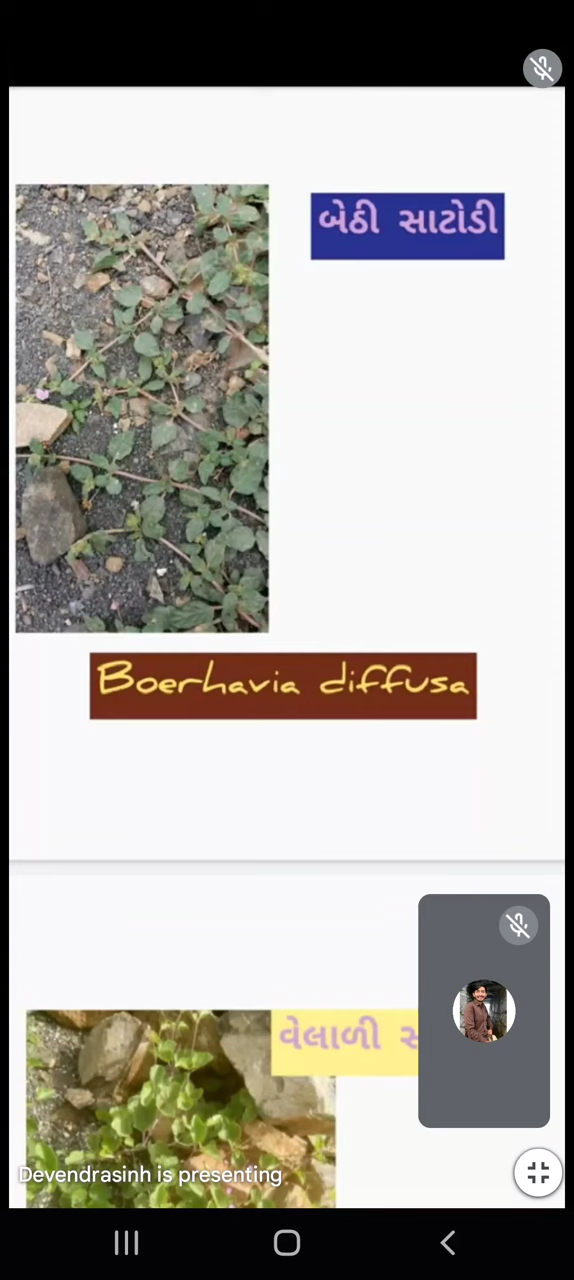 બેઠી સાટોડી
Boerhavia diffusa
વેલાળી
Devendrasinh is presenting